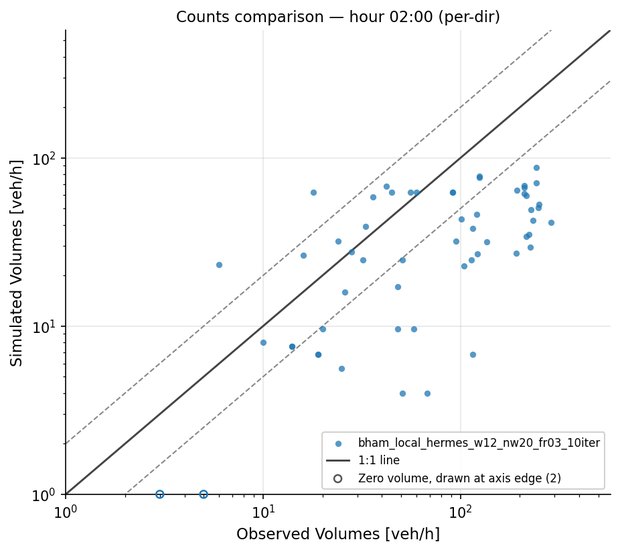 Counts comparison — hour 02:00 (per-dir)
Simulated Volumes [veh/h]
10²
10¹
10⁰
bham_local_hermes_w12_nw20_fr03_10iter
1:1 line
Zero volume, drawn at axis edge (2)
10⁰ 10¹ 10²
Observed Volumes [veh/h]